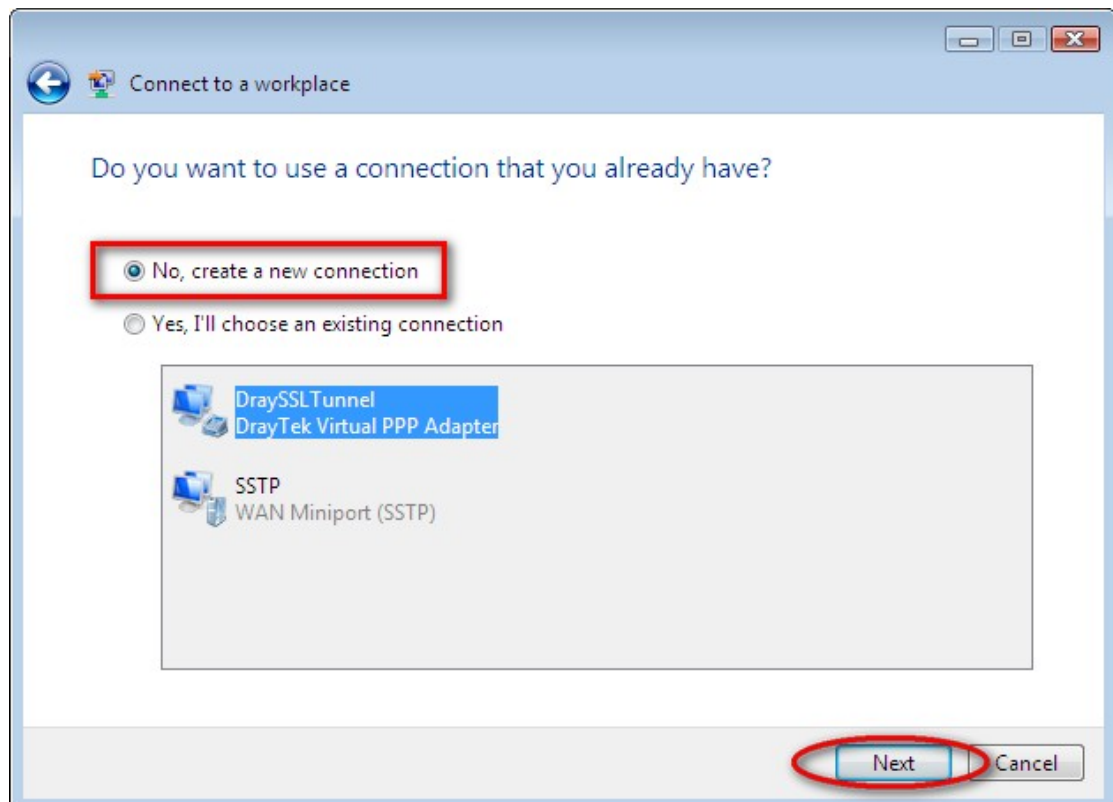 Connect to a workplace
Do you want to use a connection that you already have?
No, create a new connection
Yes, I'll choose an existing connection
DraySSLTunnel
DrayTek Virtual PPP Adapter
SSTP
WAN Miniport (SSTP)
Next
Cancel